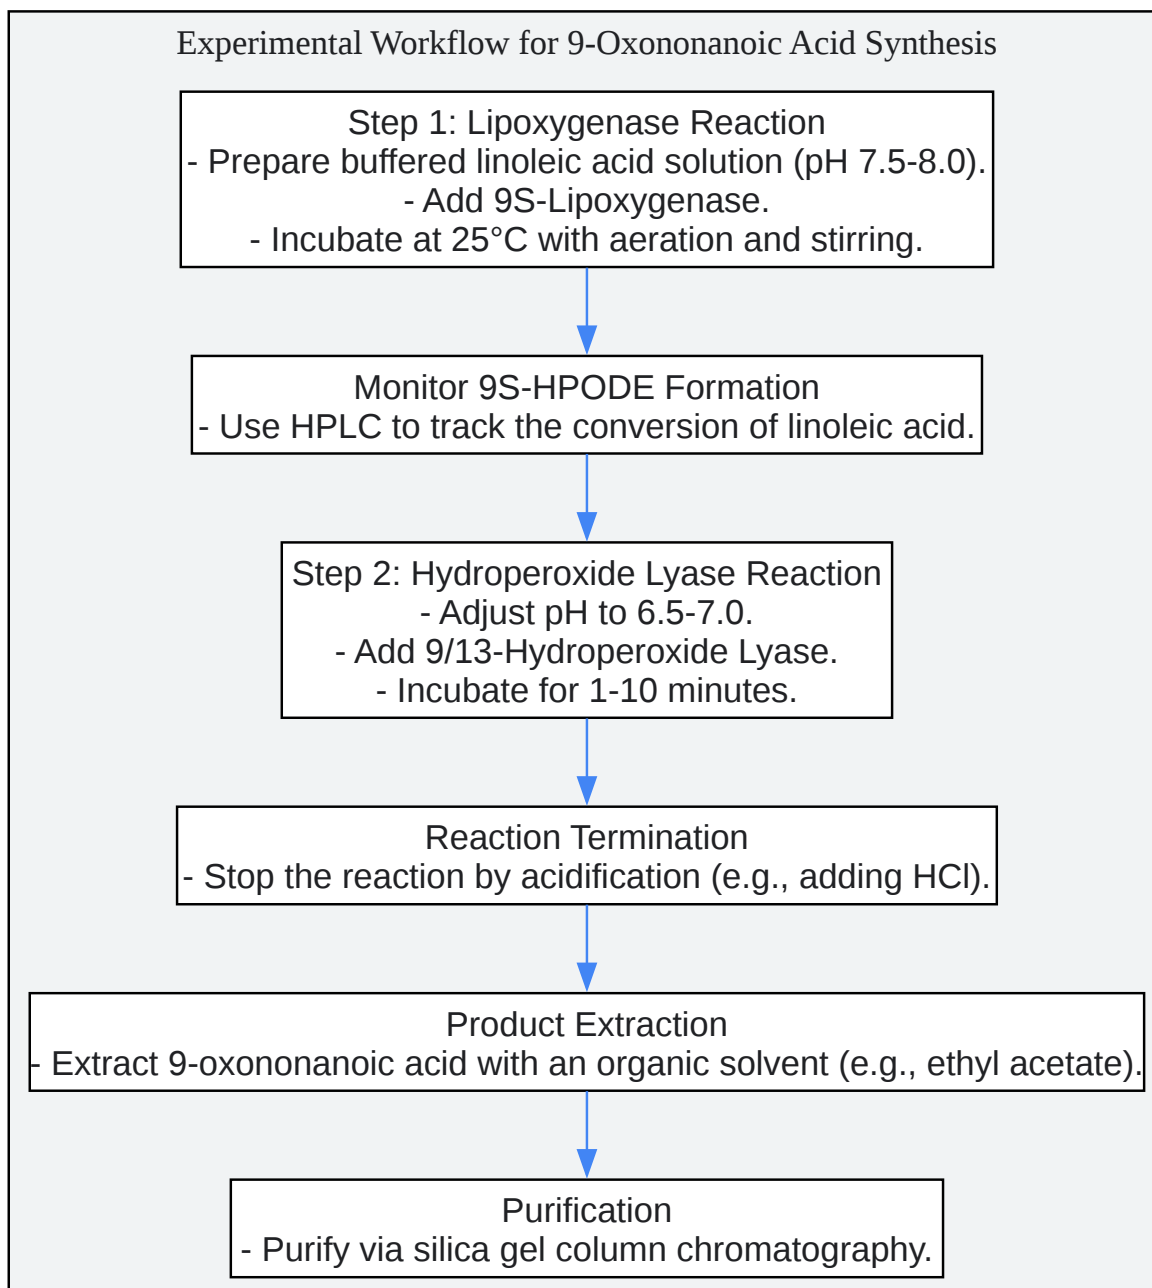 Experimental Workflow for 9-Oxononanoic Acid Synthesis
Step 1: Lipoxygenase Reaction
- Prepare buffered linoleic acid solution (pH 7.5-8.0).
- Add 9S-Lipoxygenase.
- Incubate at 25°C with aeration and stirring.
Monitor 9S-HPODE Formation
- Use HPLC to track the conversion of linoleic acid.
Step 2: Hydroperoxide Lyase Reaction
- Adjust pH to 6.5-7.0.
- Add 9/13-Hydroperoxide Lyase.
- Incubate for 1-10 minutes.
Reaction Termination
- Stop the reaction by acidification (e.g., adding HCl).
Product Extraction
- Extract 9-oxononanoic acid with an organic solvent (e.g., ethyl acetate).
Purification
- Purify via silica gel column chromatography.